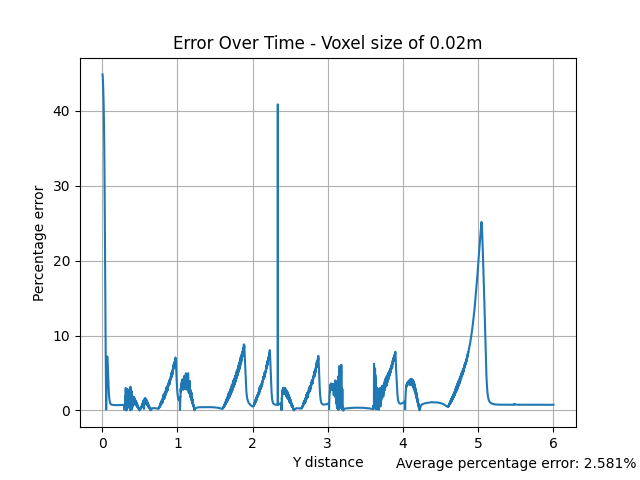 Error Over Time - Voxel size of 0.02m
Percentage error
40
30
20
10
0
0 1 2 3 4 5 6
Y distance
Average percentage error: 2.581%